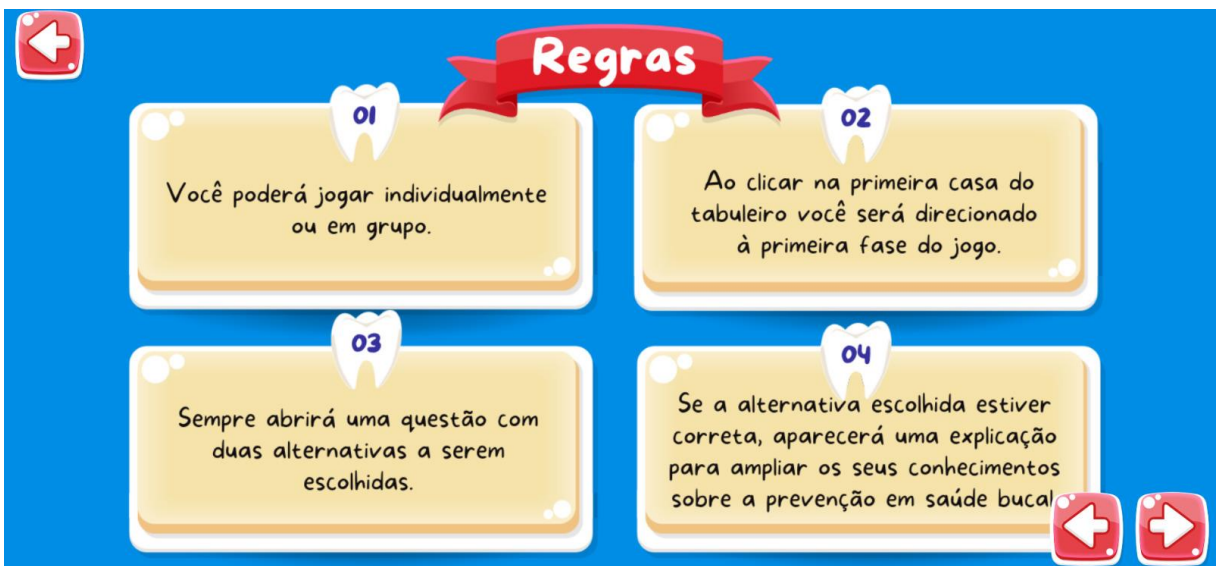 Regras
01
Você poderá jogar individualmente
ou em grupo.
02
Ao clicar na primeira casa do
tabuleiro você será direcionado
à primeira fase do jogo.
03
Sempre abrirá uma questão com
duas alternativas a serem
escolhidas.
04
Se a alternativa escolhida estiver
correta, aparecerá uma explicação
para ampliar os seus conhecimentos
sobre a prevenção em saúde bucal